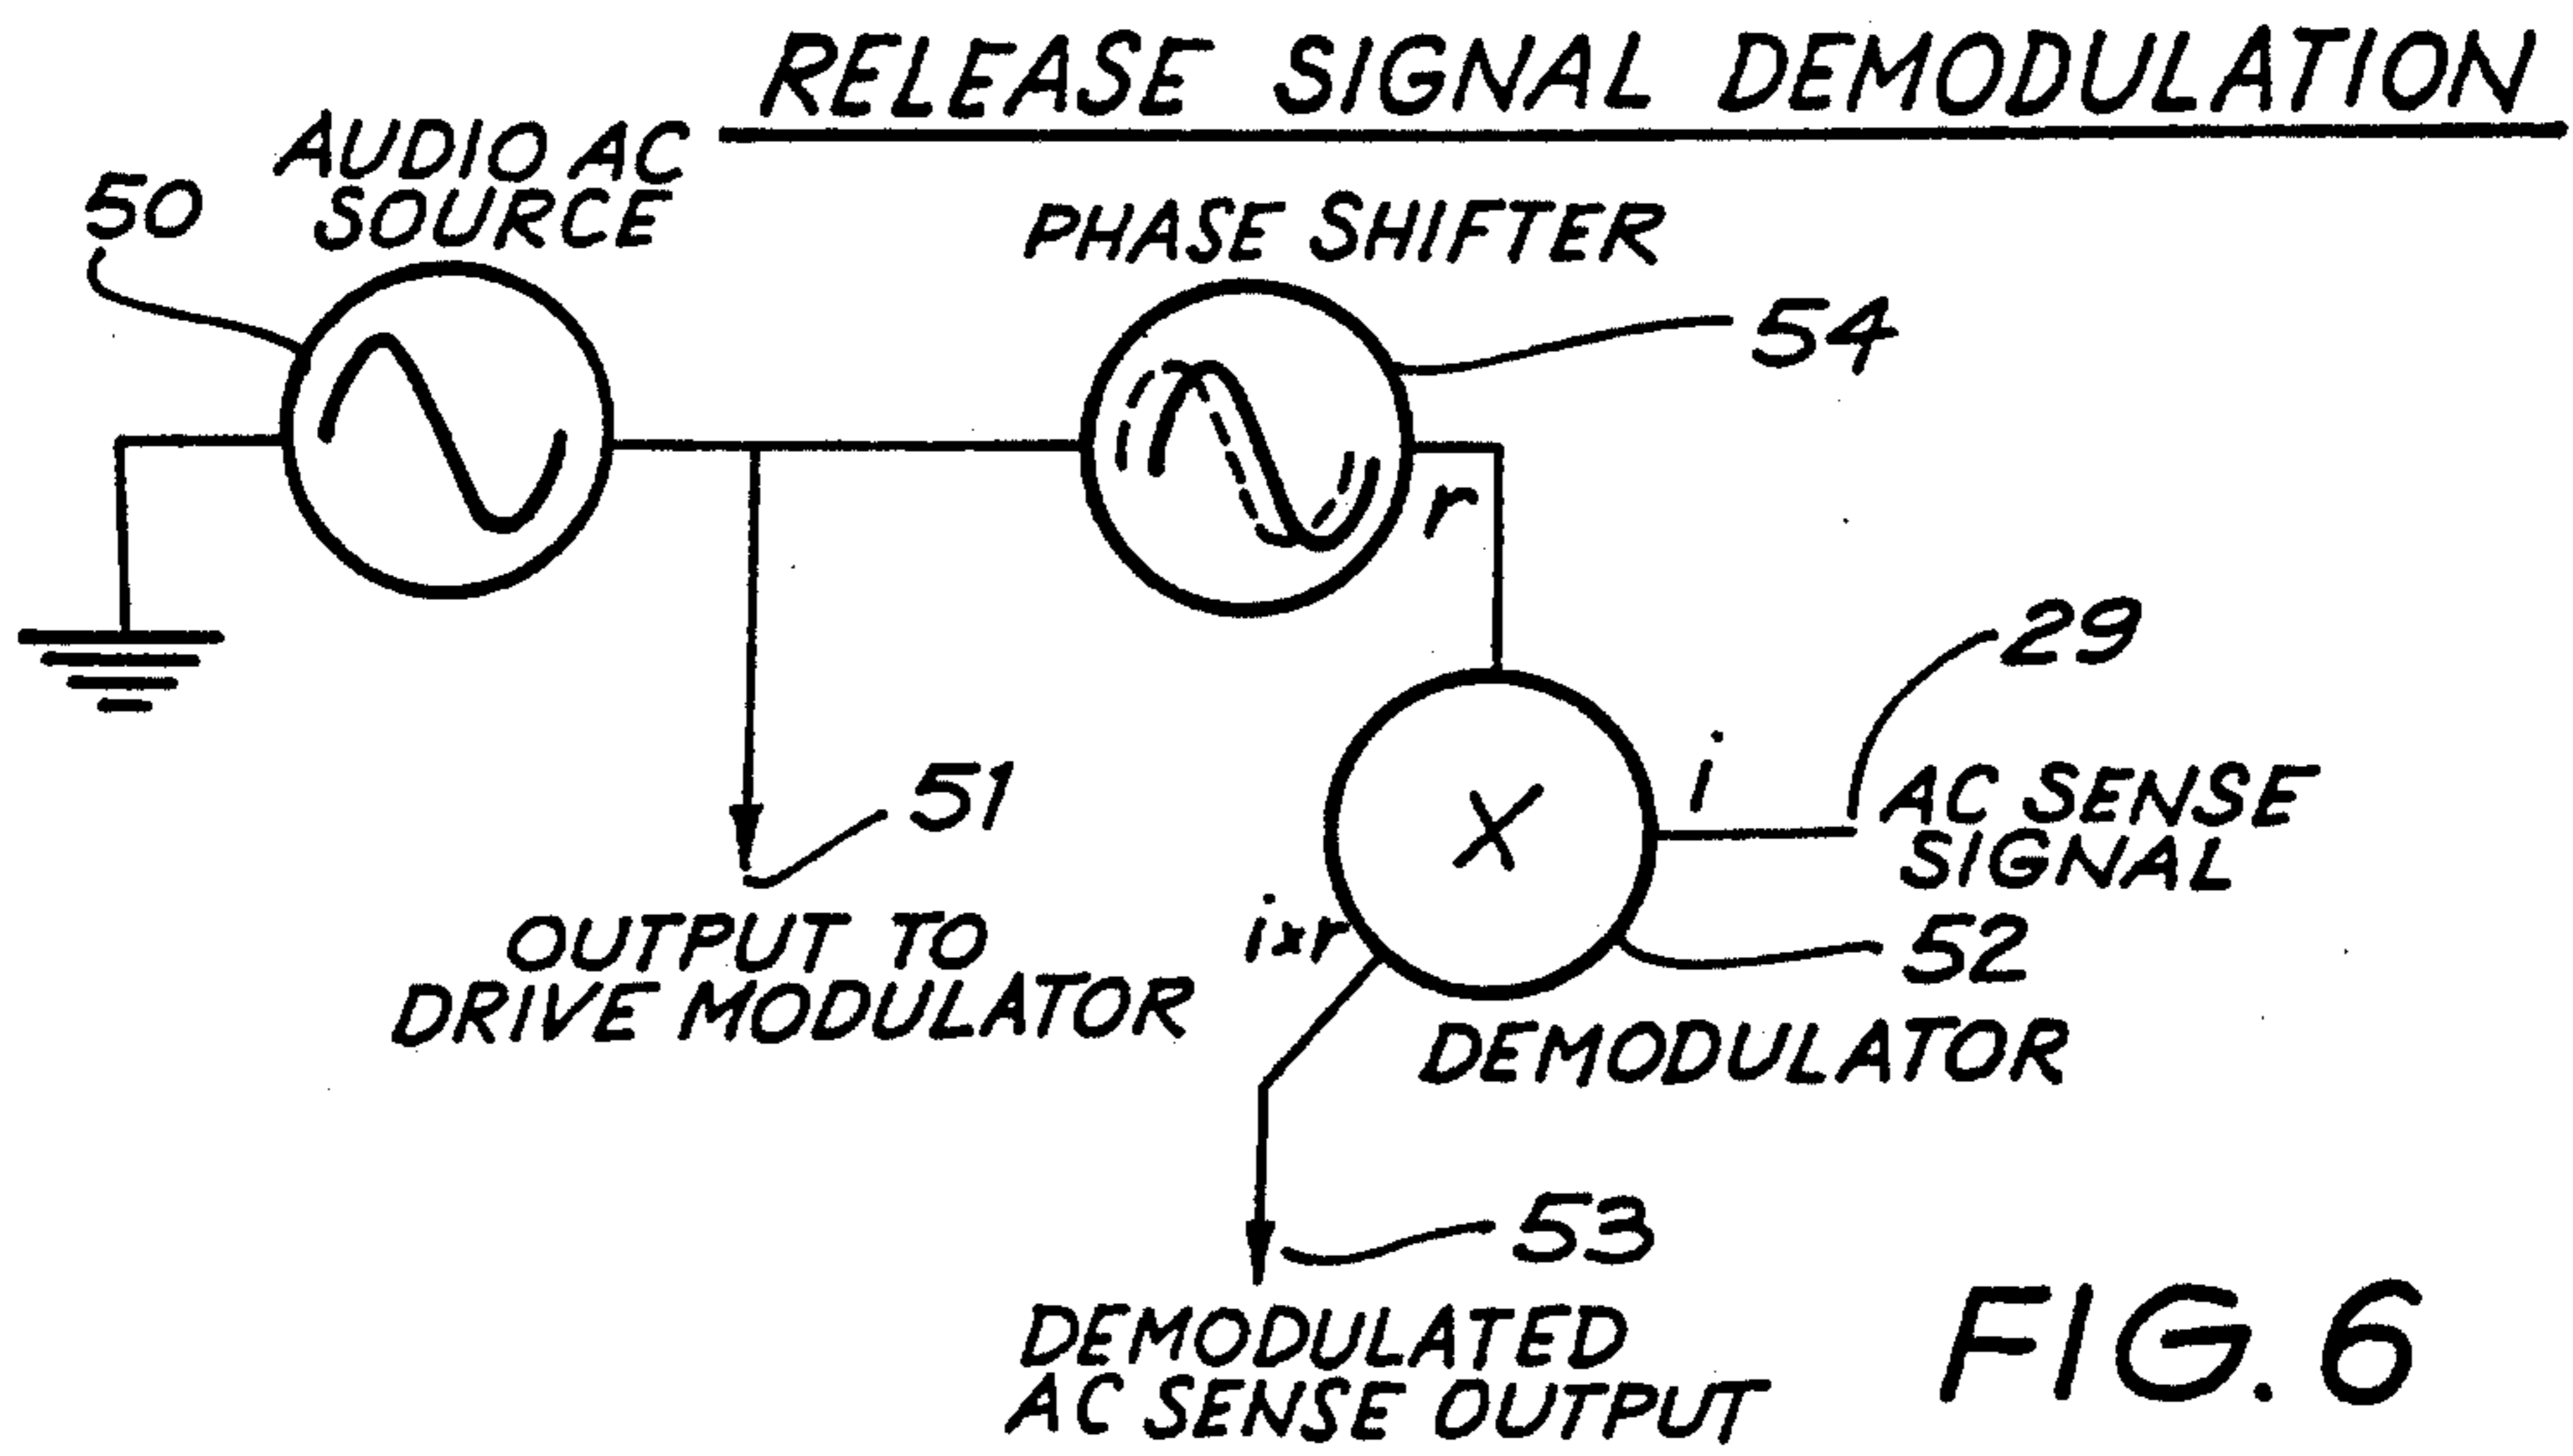 RELEASE SIGNAL DEMODULATION
AUDIO AC
SOURCE
50
PHASE SHIFTER
54
r
29
51
i
AC SENSE
SIGNAL
X
OUTPUT TO
DRIVE MODULATOR
ixr
52
DEMODULATOR
53
DEMODULATED
AC SENSE OUTPUT
FIG. 6